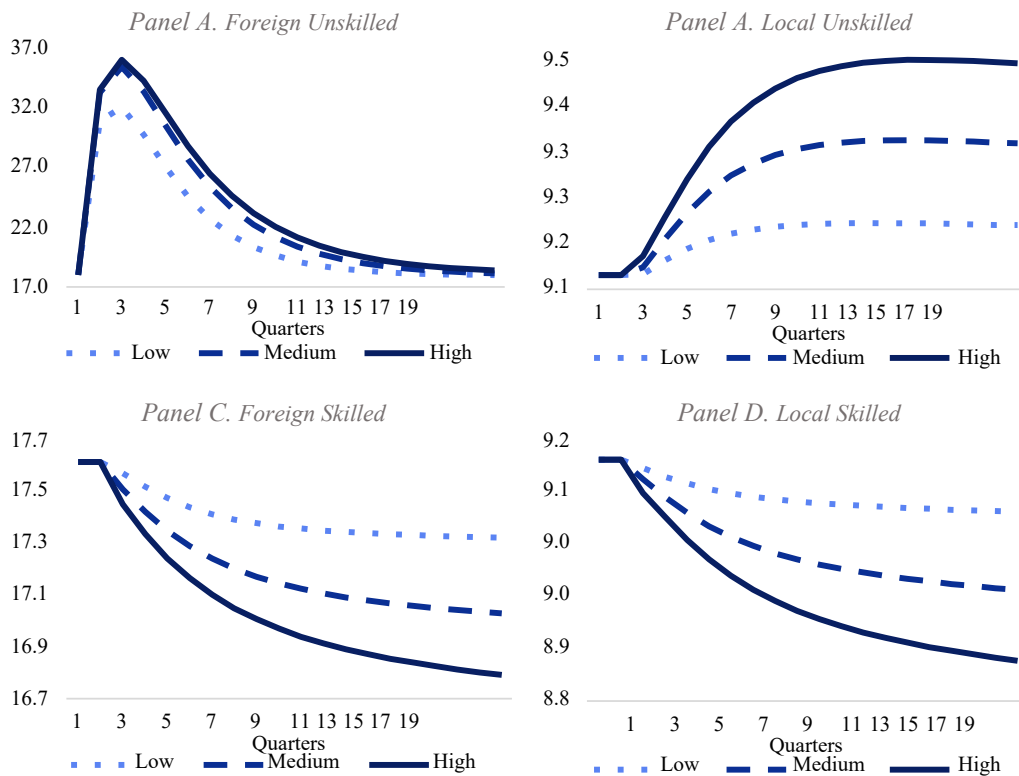 Panel A. Foreign Unskilled
37.0
32.0
27.0
22.0
17.0
1 3 5 7 9 11 13 15 17 19
Quarters
Low Medium High
Panel A. Local Unskilled
9.5
9.4
9.3
9.3
9.2
9.1
1 3 5 7 9 11 13 15 17 19
Quarters
Low Medium High
Panel C. Foreign Skilled
17.7
17.5
17.3
17.1
16.9
16.7
1 3 5 7 9 11 13 15 17 19
Quarters
Low Medium High
Panel D. Local Skilled
9.2
9.1
9.0
9.0
8.9
8.8
1 3 5 7 9 11 13 15 17 19
Quarters
Low Medium High